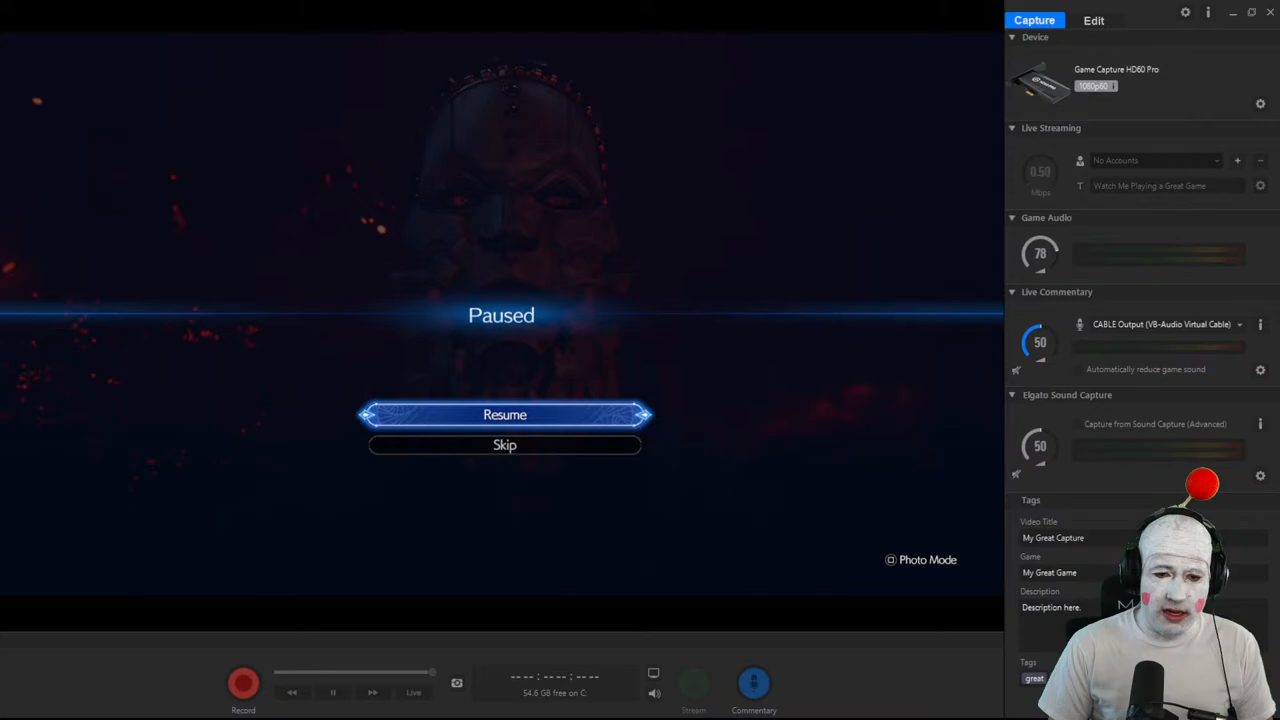 Capture
Edit
Device
Game Capture HD60 Pro
1080p60
Live Streaming
0.50
Mbps
No Accounts
Watch Me Playing a Great Game
Game Audio
78
Live Commentary
50
CABLE Output (VB-Audio Virtual Cable)
Automatically reduce game sound
Elgato Sound Capture
50
Capture from Sound Capture (Advanced)
Tags
Video Title
My Great Capture
Game
My Great Game
Description
Description here.
Tags
great
Paused
Resume
Skip
Photo Mode
Live
--:--:--
54.6 GB free on C:
Record
Stream
Commentary